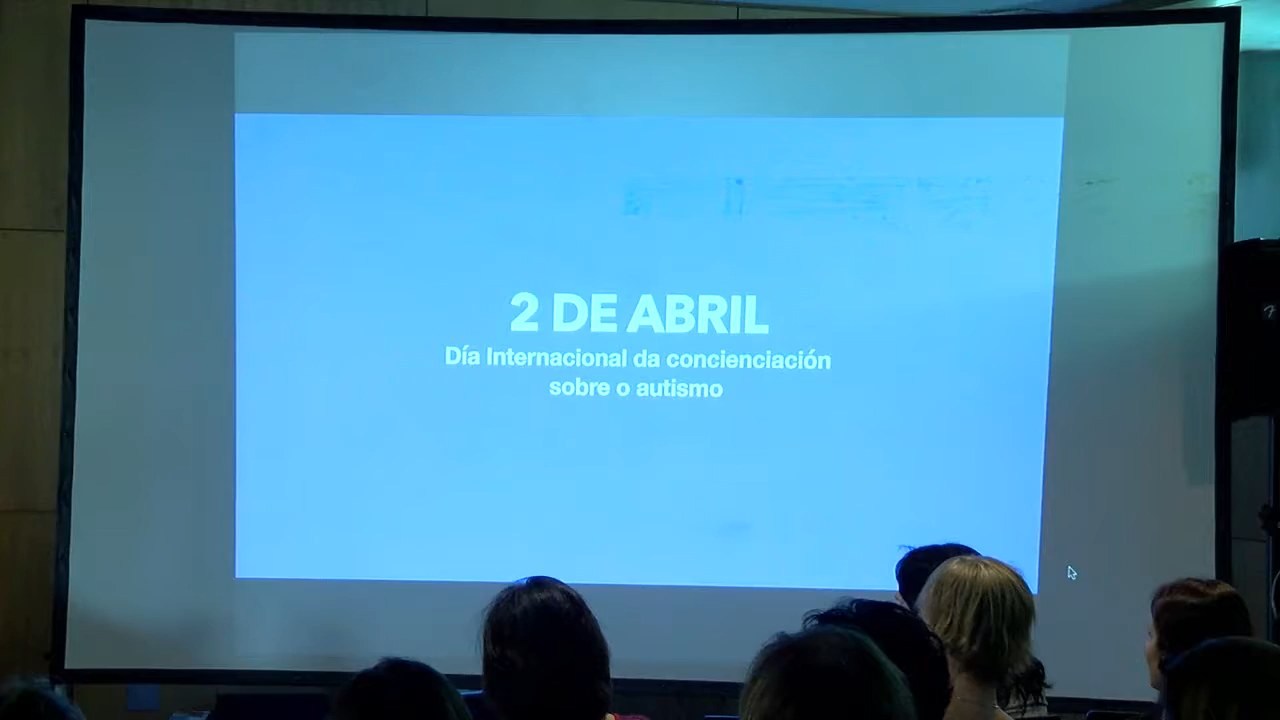 2 DE ABRIL
Día Internacional da concienciación
sobre o autismo